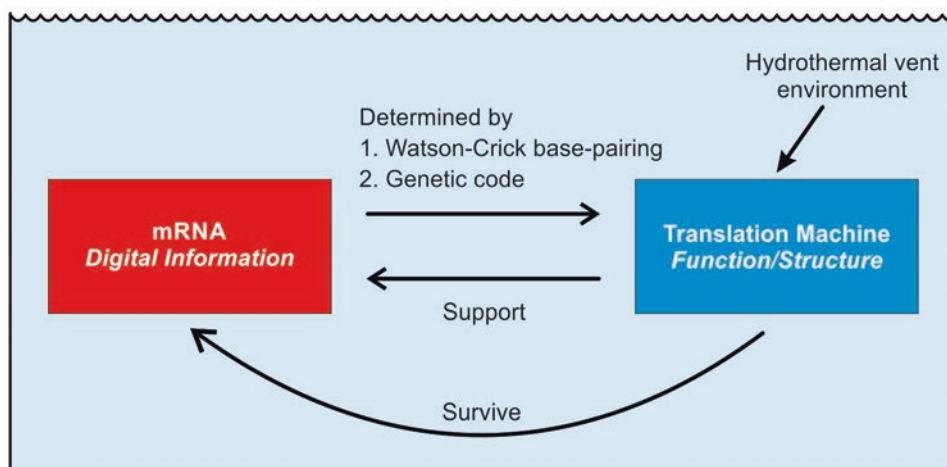 Hydrothermal vent
environment
Determined by
1. Watson-Crick base-pairing
2. Genetic code
mRNA
Digital Information
Translation Machine
Function/Structure
Support
Survive